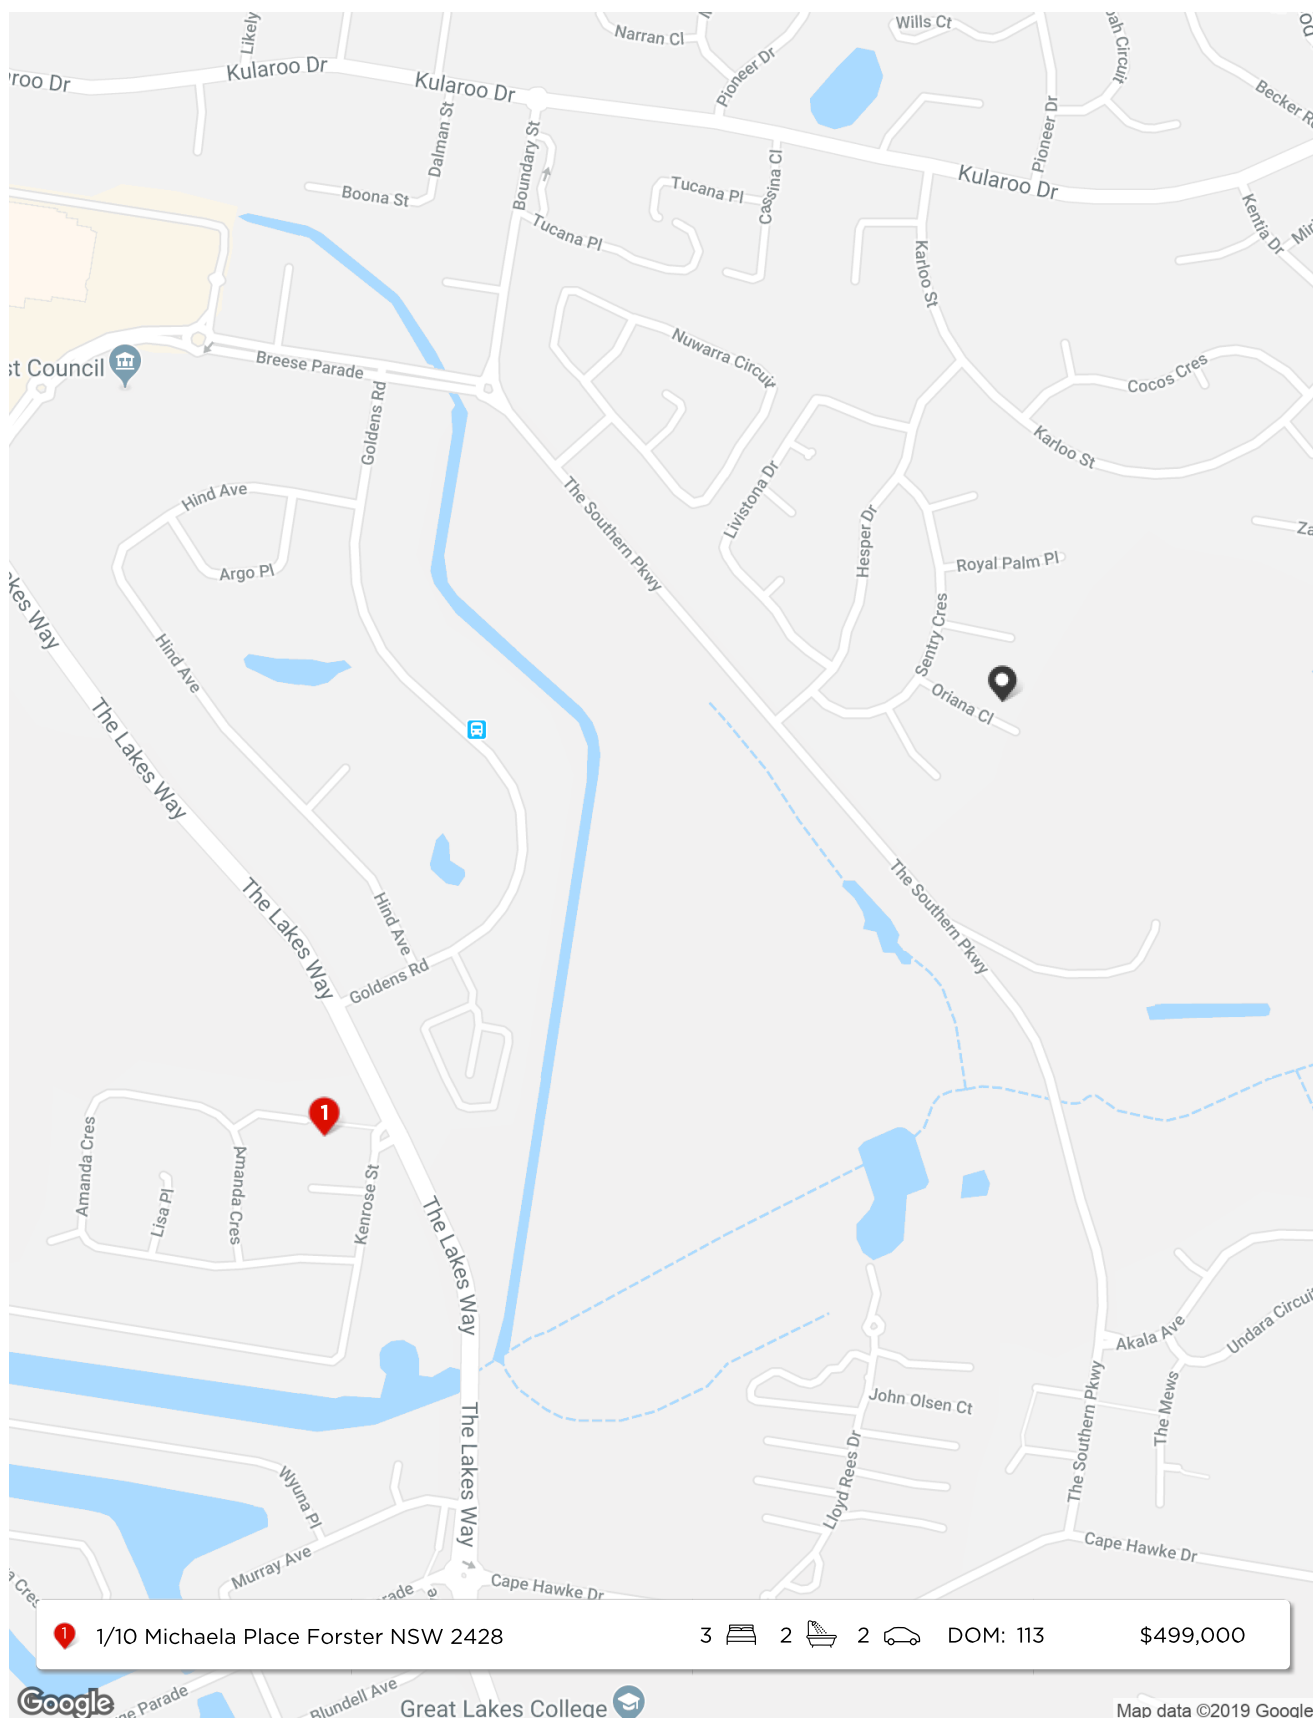 Likely
Narran Cl
Wills Ct
Pioneer Dr
Kularoo Dr
Kularoo Dr
Pioneer Dr
Dalman St
Boundary St
Boona St
Tucana Pl
Cassina Cl
Kularoo Dr
Kentia Dr
Tucana Pl
Karloo St
Nuwarra Circuit
Breese Parade
Cocos Cres
Goldens Rd
Karloo St
Livistona Dr
Hind Ave
The Southern Pkwy
Hesper Dr
Royal Palm Pl
Argo Pl
Sentry Cres
Hind Ave
Oriana Cl
The Lakes Way
The Lakes Way
The Southern Pkwy
Hind Ave
Goldens Rd
1
Amanda Cres
Amanda Cres
Lisa Pl
Kenrose St
The Lakes Way
Akala Ave
Undara Circuit
John Olsen Ct
The Southern Pkwy
The Mews
The Lakes Way
Lloyd Rees Dr
Wyuna Pl
Murray Ave
Cape Hawke Dr
Cape Hawke Dr
1 1/10 Michaela Place Forster NSW 2428 3 2 2 DOM: 113 $499,000
Blundell Ave
Great Lakes College
Google
Map data ©2019 Google